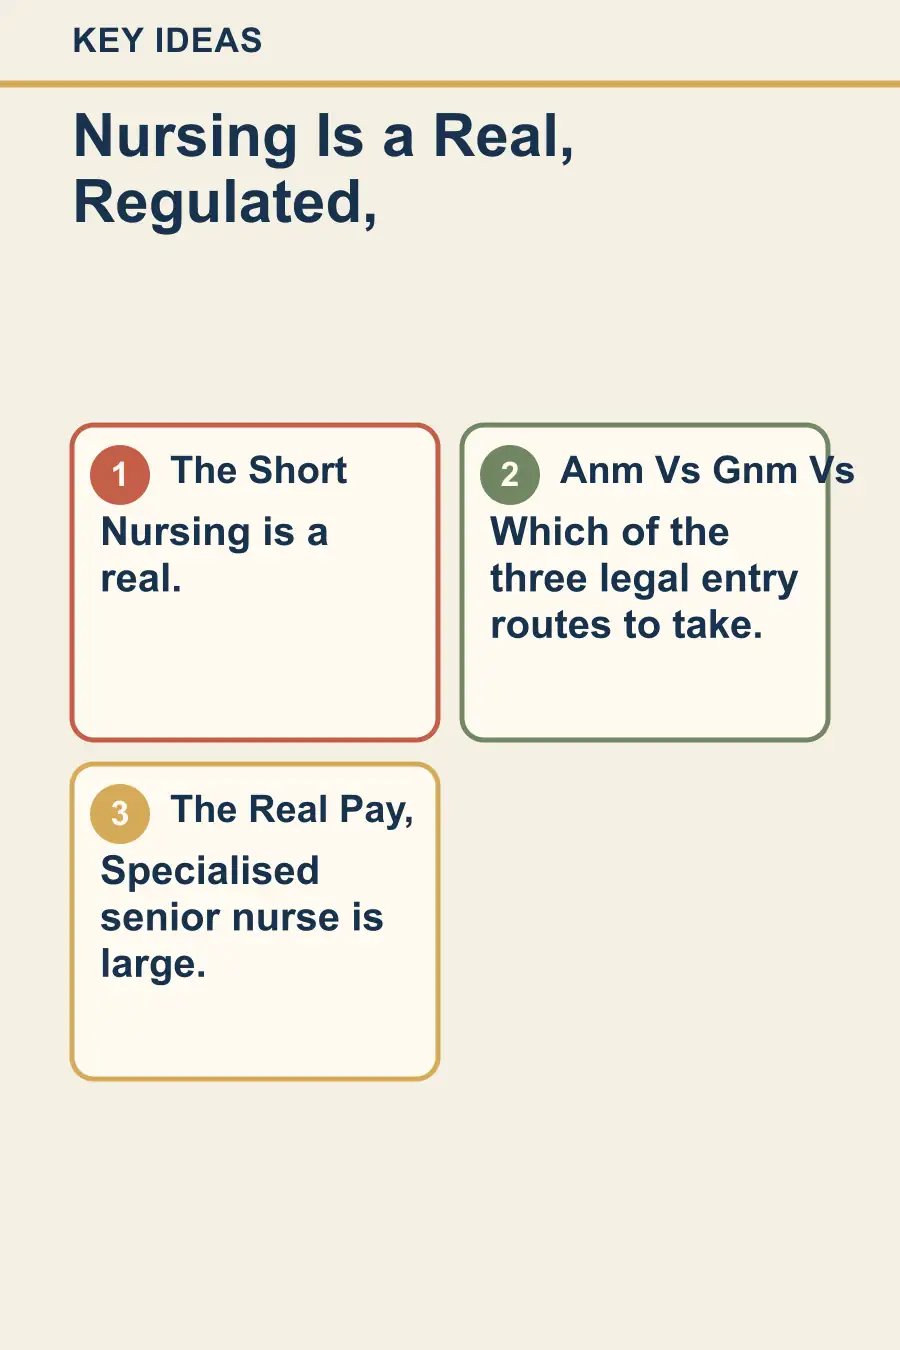 KEY IDEAS
Nursing Is a Real,
Regulated,
1 The Short
Nursing is a
real.
2 Anm Vs Gnm Vs
Which of the
three legal entry
routes to take.
3 The Real Pay,
Specialised
senior nurse is
large.